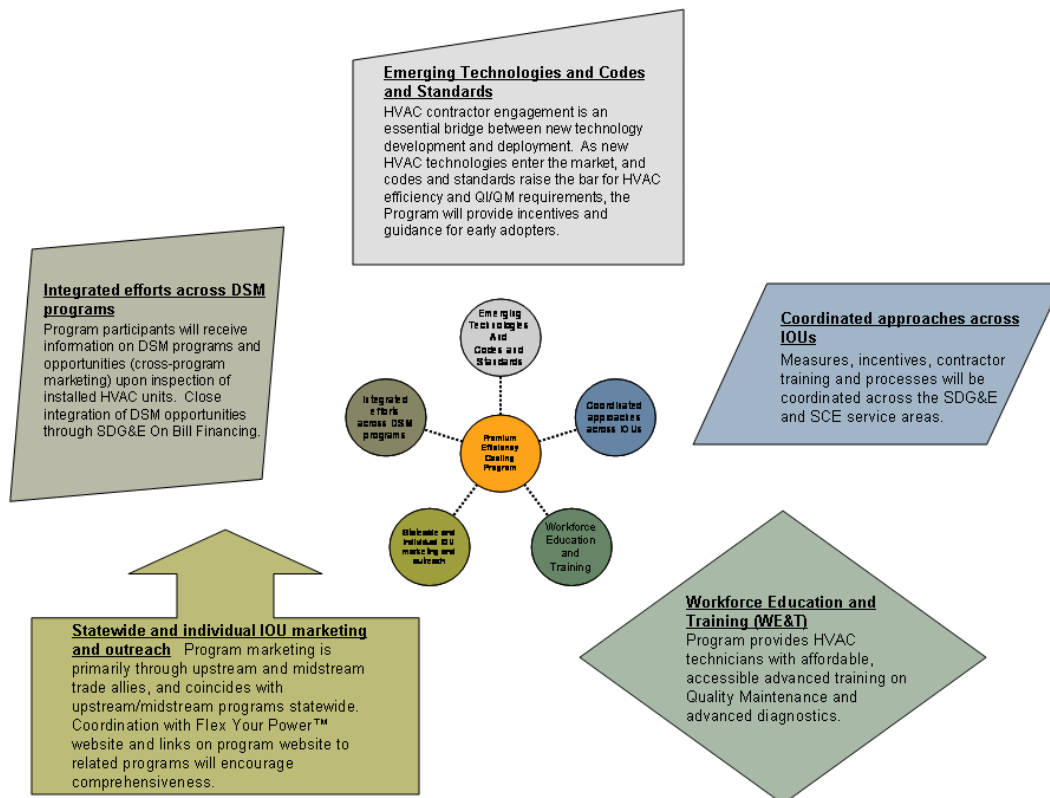 Emerging Technologies and Codes
and Standards
HVAC contractor engagement is an
essential bridge between new technology
development and deployment. As new
HVAC technologies enter the market, and
codes and standards raise the bar for HVAC
efficiency and QI/QM requirements, the
Program will provide incentives and
guidance for early adopters.
Integrated efforts across DSM
programs
Program participants will receive
information on DSM programs and
opportunities (cross-program
marketing) upon inspection of
installed HVAC units. Close
integration of DSM opportunities
through SDG&E On Bill Financing.
Emerging
Technologies
And
Codes and
Standards
Integrated
efforts
across DSM
programs
Coordinated
approaches
across IOUs
Premium
Efficiency
Cooling
Program
Statewide and
individual IOU
marketing and
outreach
Workforce
Education
and
Training
Coordinated approaches across
IOUs
Measures, incentives, contractor
training and processes will be
coordinated across the SDG&E
and SCE service areas.
Statewide and individual IOU marketing
and outreach Program marketing is
primarily through upstream and midstream
trade allies, and coincides with
upstream/midstream programs statewide.
Coordination with Flex Your Power™
website and links on program website to
related programs will encourage
comprehensiveness.
Workforce Education and
Training (WE&T)
Program provides HVAC
technicians with affordable,
accessible advanced training on
Quality Maintenance and
advanced diagnostics.